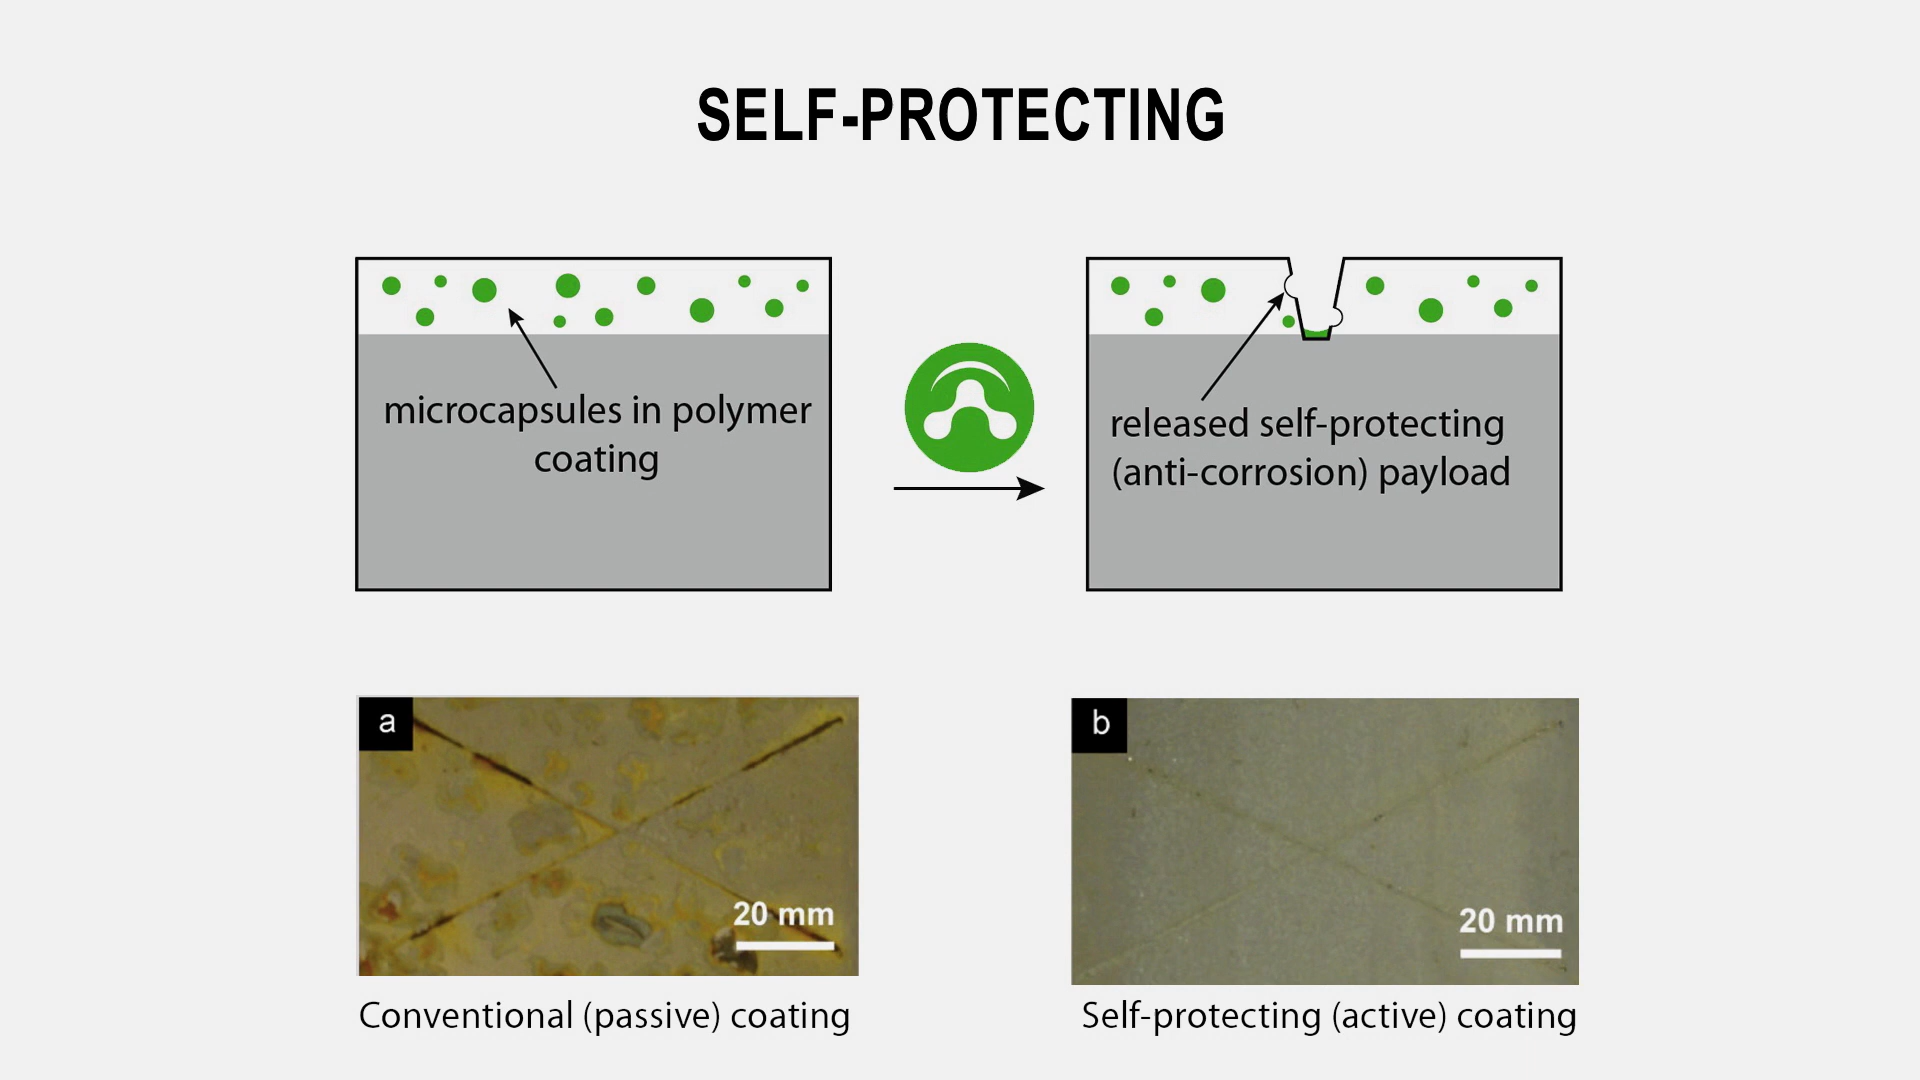 SELF-PROTECTING
microcapsules in polymer
coating
released self-protecting
(anti-corrosion) payload
a
20 mm
b
20 mm
Conventional (passive) coating
Self-protecting (active) coating